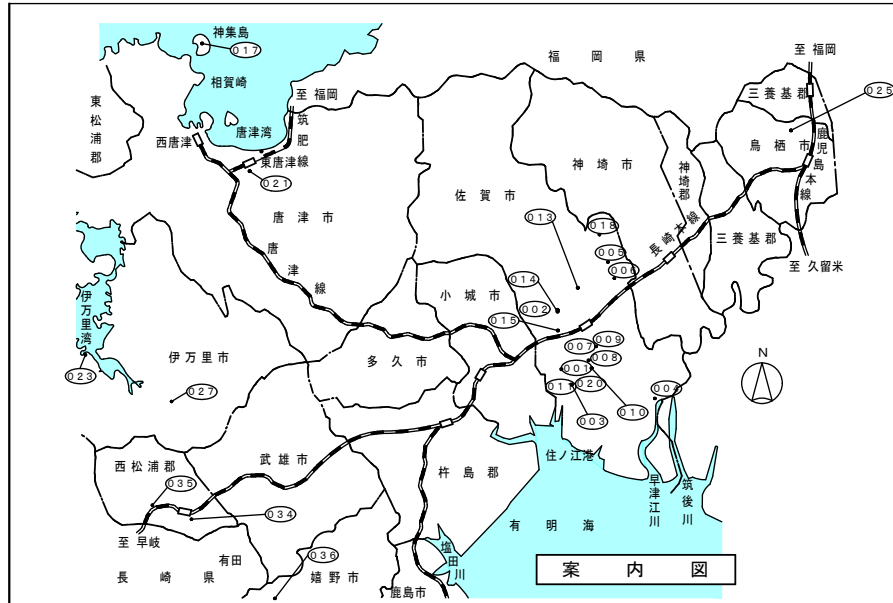 神集島
017
相賀崎
至 福岡
福岡県
至 福岡
東松浦郡
三養基郡
025
筑肥線
唐津湾
西唐津
東唐津
021
鳥栖市
鹿児島本線
神埼市
神埼郡
佐賀市
唐津市
013
018
長崎本線
三養基郡
005
006
至 久留米
唐津線
014
小城市
002
015
伊万里湾
伊万里市
多久市
007
009
008
023
001
027
011
020
004
N
003
010
西松浦郡
武雄市
杵島郡
住ノ江港
035
早津江川
筑後川
034
有明海
至 早岐
塩田川
有田
036
長崎県
嬉野市
鹿島市
案内図